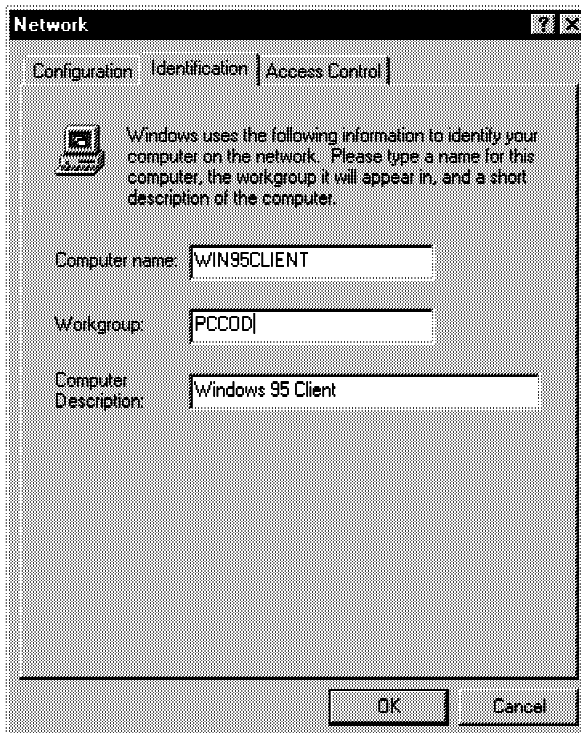 Network
Configuration Identification Access Control
Windows uses the following information to identify your
computer on the network. Please type a name for this
computer, the workgroup it will appear in, and a short
description of the computer.
Computer name: WIN95CLIENT
Workgroup: PCCOD
Computer
Description: Windows 95 Client
OK Cancel